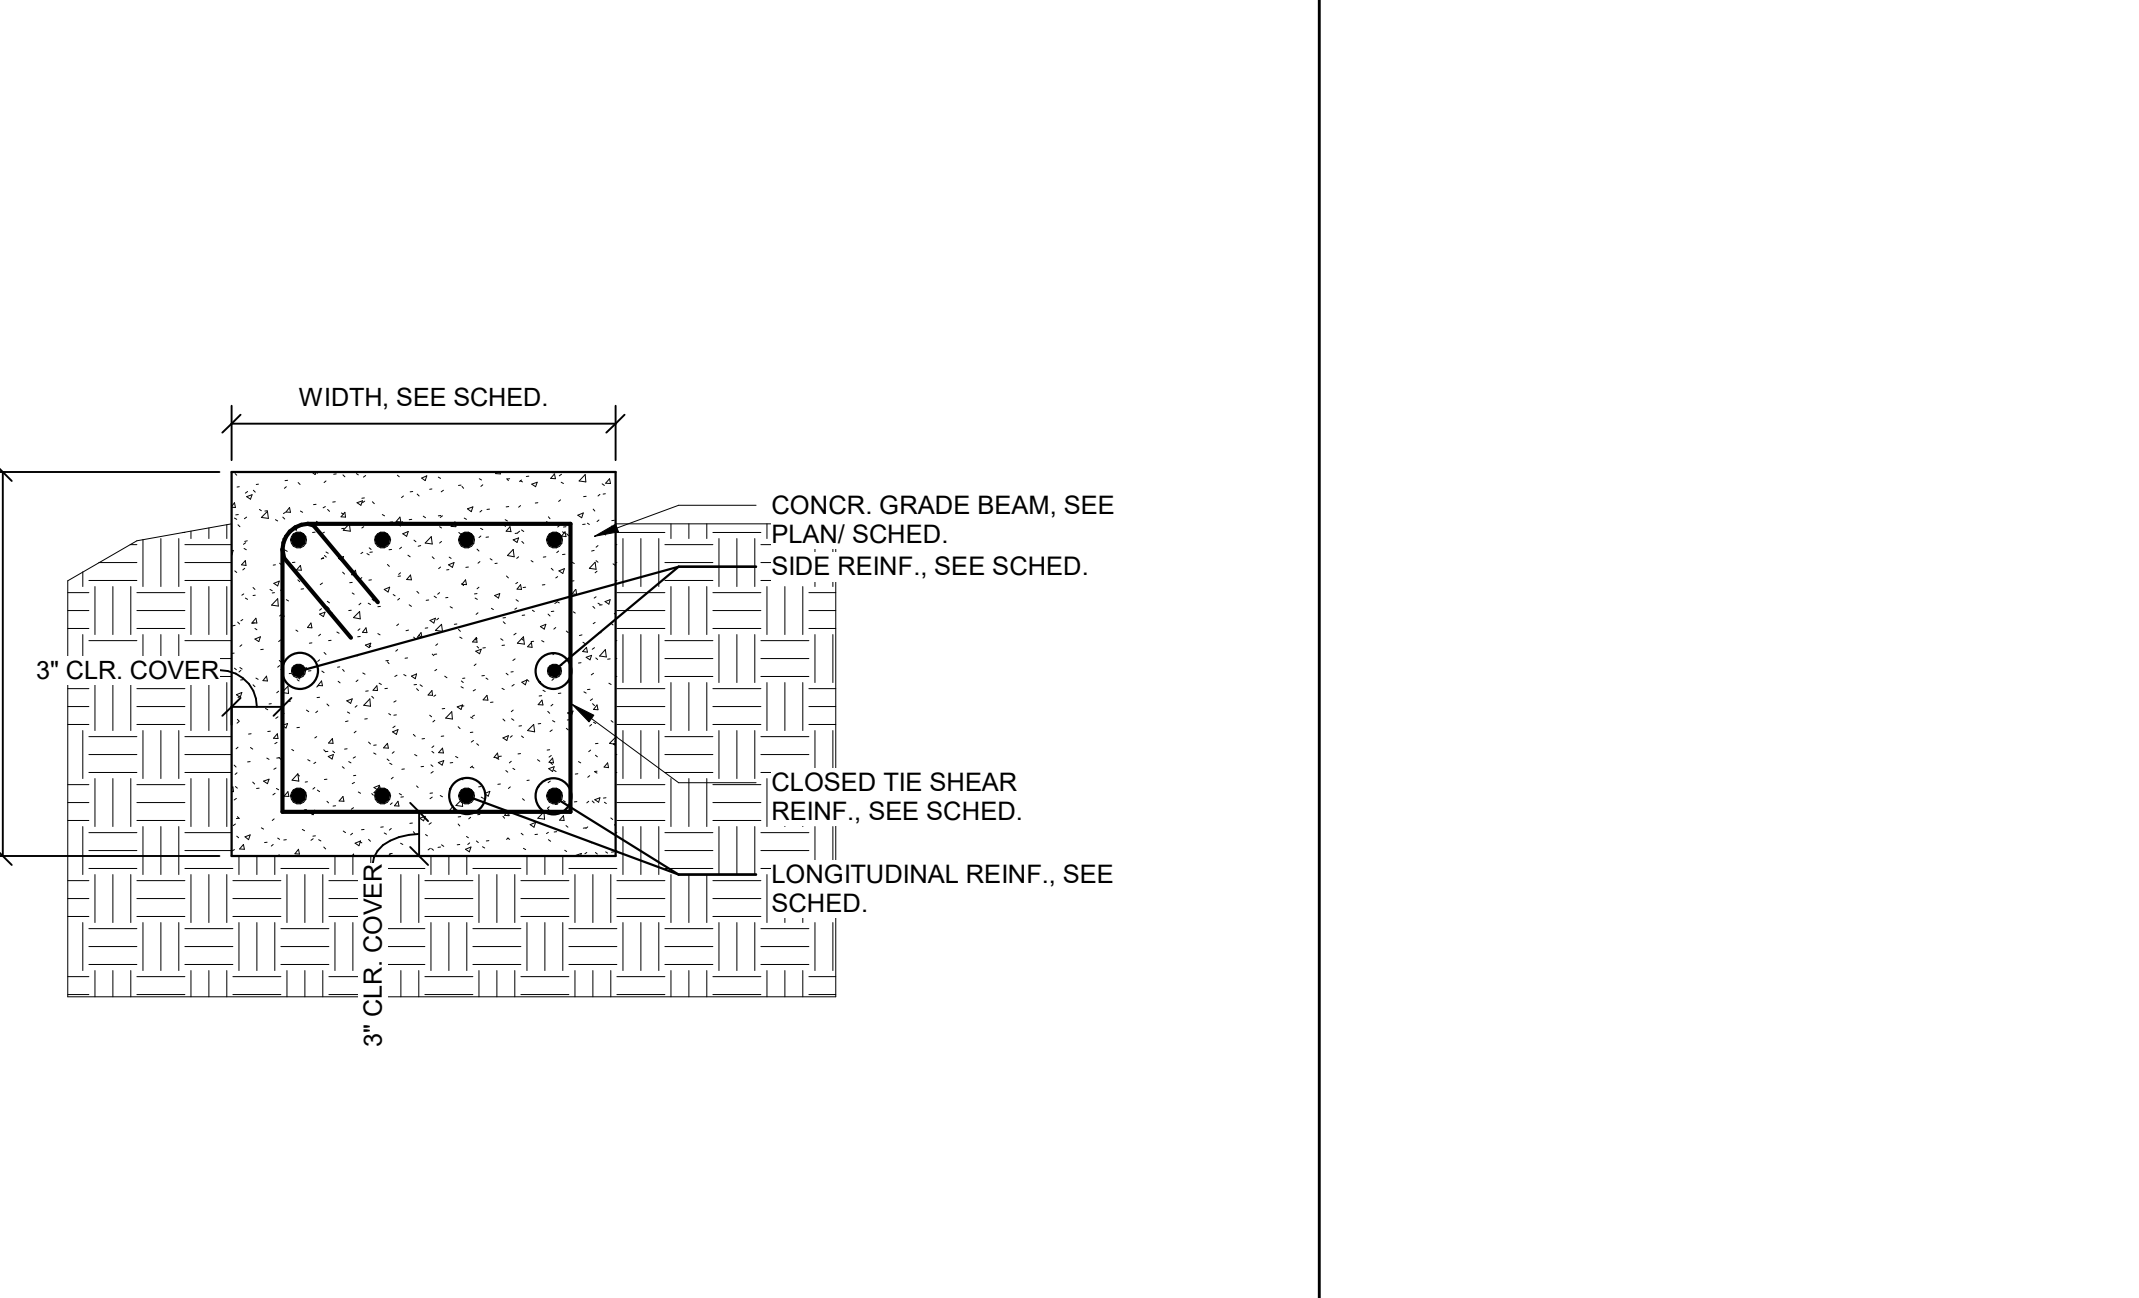 WIDTH, SEE SCHED.
CONCR. GRADE BEAM, SEE
PLAN/ SCHED.
SIDE REINF., SEE SCHED.
3" CLR. COVER
CLOSED TIE SHEAR
REINF., SEE SCHED.
LONGITUDINAL REINF., SEE
SCHED.
3" CLR. COVER